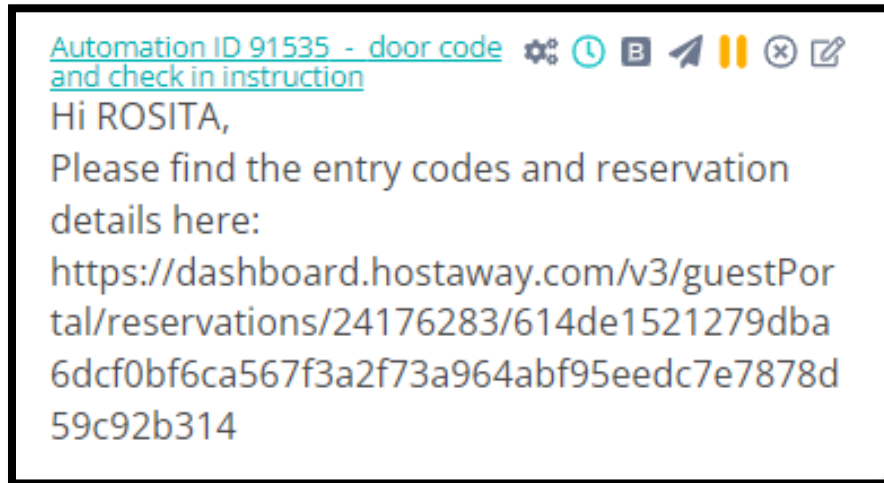 Automation ID 91535 - door code
and check in instruction
Hi ROSITA,
Please find the entry codes and reservation
details here:
https://dashboard.hostaway.com/v3/guestPor
tal/reservations/24176283/614de1521279dba
6dcf0bf6ca567f3a2f73a964abf95eedc7e7878d
59c92b314